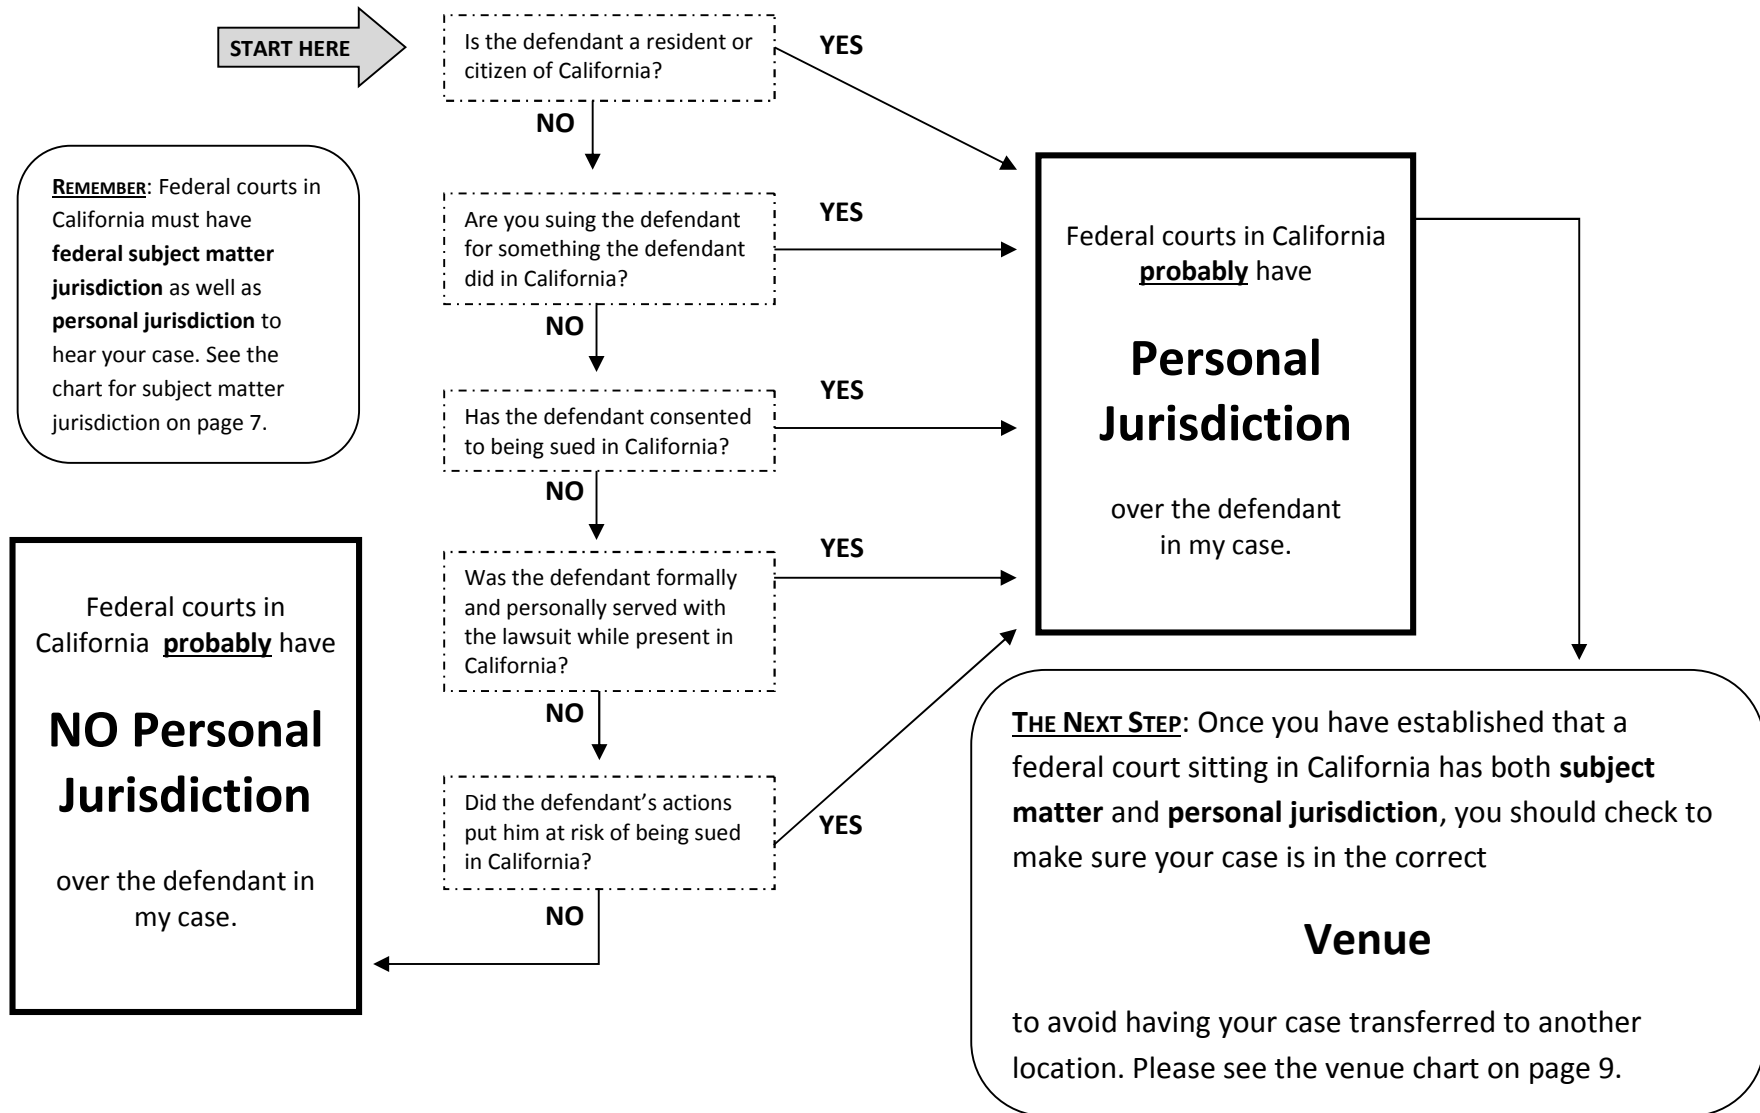 START HERE
Is the defendant a resident or
citizen of California?
YES
NO
REMEMBER: Federal courts in
California must have
federal subject matter
jurisdiction as well as
personal jurisdiction to
hear your case. See the
chart for subject matter
jurisdiction on page 7.
Are you suing the defendant
for something the defendant
did in California?
YES
NO
Has the defendant consented
to being sued in California?
YES
NO
Was the defendant formally
and personally served with
the lawsuit while present in
California?
YES
NO
Did the defendant’s actions
put him at risk of being sued
in California?
YES
NO
Federal courts in California
probably have
Personal
Jurisdiction
over the defendant
in my case.
Federal courts in
California probably have
NO Personal
Jurisdiction
over the defendant in
my case.
THE NEXT STEP: Once you have established that a
federal court sitting in California has both subject
matter and personal jurisdiction, you should check to
make sure your case is in the correct
Venue
to avoid having your case transferred to another
location. Please see the venue chart on page 9.